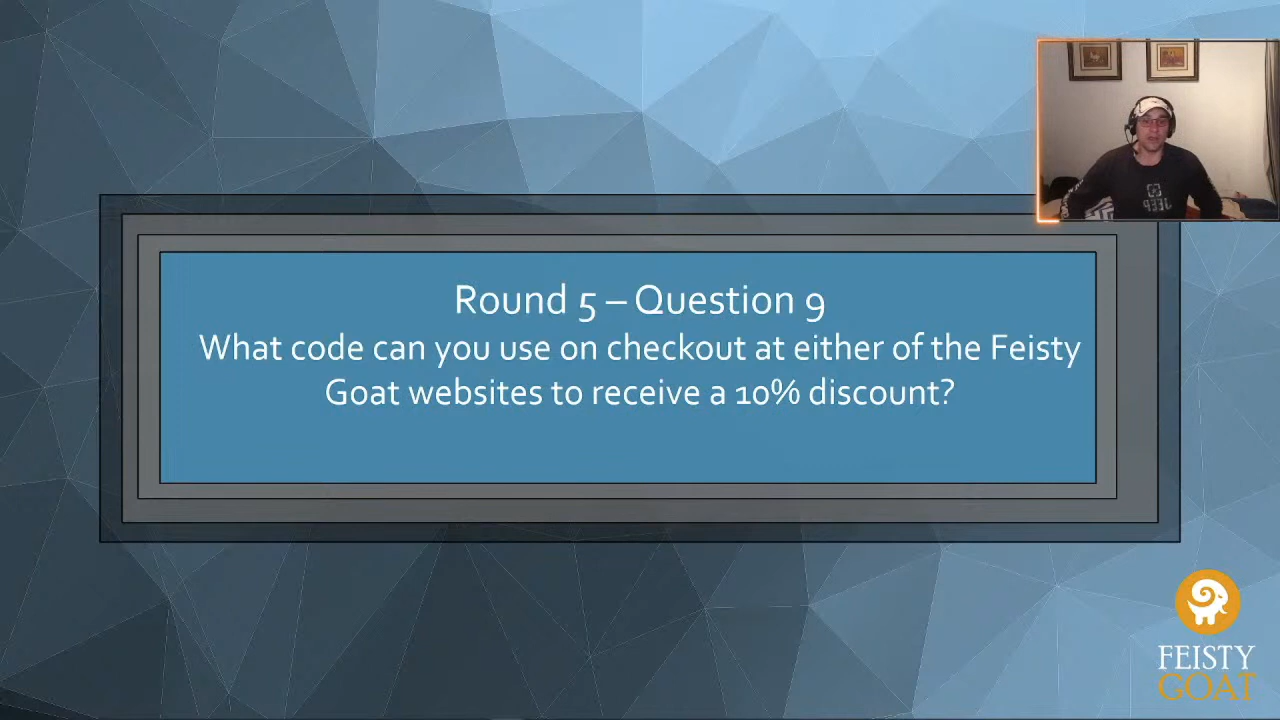 Round 5 – Question 9
What code can you use on checkout at either of the Feisty
Goat websites to receive a 10% discount?
JEEP
FEISTY
GOAT